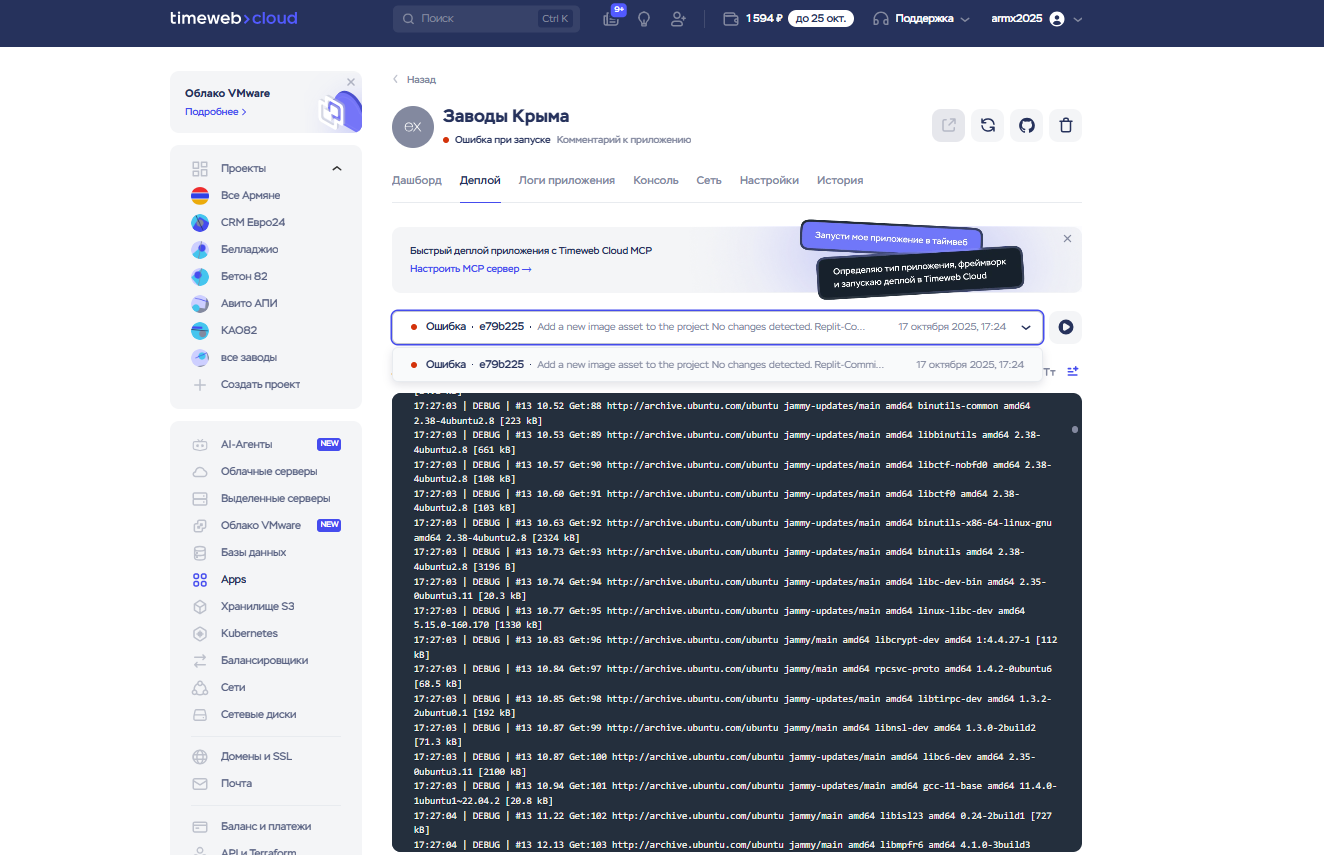 timeweb>cloud
Поиск
Ctrl K
9+
1 594 ₽
до 25 окт.
Поддержка
armx2025
Облако VMware
Подробнее >
Проекты
Все Армяне
CRM Евро24
Белладжио
Бетон 82
Авито АПИ
КАО82
все заводы
Создать проект
AI-Агенты
NEW
Облачные серверы
Выделенные серверы
Облако VMware
NEW
Базы данных
Apps
Хранилище S3
Kubernetes
Балансировщики
Сети
Сетевые диски
Домены и SSL
Почта
Баланс и платежи
API и Terraform
Назад
ex
Заводы Крыма
Ошибка при запуске Комментарий к приложению
Дашборд Деплой Логи приложения Консоль Сеть Настройки История
Быстрый деплой приложения с Timeweb Cloud MCP
Настроить MCP сервер →
Запусти мое приложение в таймвеб
Определяю тип приложения, фреймворк
и запускаю деплой в Timeweb Cloud
Ошибка · e79b225 · Add a new image asset to the project No changes detected. Replit-Co... 17 октября 2025, 17:24
Ошибка · e79b225 · Add a new image asset to the project No changes detected. Replit-Commi... 17 октября 2025, 17:24
Тт
17:27:03 | DEBUG | #13 10.52 Get:88 http://archive.ubuntu.com/ubuntu jammy-updates/main amd64 binutils-common amd64
2.38-4ubuntu2.8 [223 kB]
17:27:03 | DEBUG | #13 10.53 Get:89 http://archive.ubuntu.com/ubuntu jammy-updates/main amd64 libbinutils amd64 2.38-
4ubuntu2.8 [661 kB]
17:27:03 | DEBUG | #13 10.57 Get:90 http://archive.ubuntu.com/ubuntu jammy-updates/main amd64 libctf-nobfd0 amd64 2.38-
4ubuntu2.8 [108 kB]
17:27:03 | DEBUG | #13 10.60 Get:91 http://archive.ubuntu.com/ubuntu jammy-updates/main amd64 libctf0 amd64 2.38-
4ubuntu2.8 [103 kB]
17:27:03 | DEBUG | #13 10.63 Get:92 http://archive.ubuntu.com/ubuntu jammy-updates/main amd64 binutils-x86-64-linux-gnu
amd64 2.38-4ubuntu2.8 [2324 kB]
17:27:03 | DEBUG | #13 10.73 Get:93 http://archive.ubuntu.com/ubuntu jammy-updates/main amd64 binutils amd64 2.38-
4ubuntu2.8 [3196 B]
17:27:03 | DEBUG | #13 10.74 Get:94 http://archive.ubuntu.com/ubuntu jammy-updates/main amd64 libc-dev-bin amd64 2.35-
0ubuntu3.11 [20.3 kB]
17:27:03 | DEBUG | #13 10.77 Get:95 http://archive.ubuntu.com/ubuntu jammy-updates/main amd64 linux-libc-dev amd64
5.15.0-160.170 [1330 kB]
17:27:03 | DEBUG | #13 10.83 Get:96 http://archive.ubuntu.com/ubuntu jammy/main amd64 libcrypt-dev amd64 1:4.4.27-1 [112
kB]
17:27:03 | DEBUG | #13 10.84 Get:97 http://archive.ubuntu.com/ubuntu jammy/main amd64 rpcsvc-proto amd64 1.4.2-0ubuntu6
[68.5 kB]
17:27:03 | DEBUG | #13 10.85 Get:98 http://archive.ubuntu.com/ubuntu jammy-updates/main amd64 libtirpc-dev amd64 1.3.2-
2ubuntu0.1 [192 kB]
17:27:03 | DEBUG | #13 10.87 Get:99 http://archive.ubuntu.com/ubuntu jammy/main amd64 libnsl-dev amd64 1.3.0-2build2
[71.3 kB]
17:27:03 | DEBUG | #13 10.87 Get:100 http://archive.ubuntu.com/ubuntu jammy-updates/main amd64 libc6-dev amd64 2.35-
0ubuntu3.11 [2100 kB]
17:27:03 | DEBUG | #13 10.94 Get:101 http://archive.ubuntu.com/ubuntu jammy-updates/main amd64 gcc-11-base amd64 11.4.0-
1ubuntu1~22.04.2 [20.8 kB]
17:27:04 | DEBUG | #13 11.22 Get:102 http://archive.ubuntu.com/ubuntu jammy/main amd64 libisl23 amd64 0.24-2build1 [727
kB]
17:27:04 | DEBUG | #13 12.13 Get:103 http://archive.ubuntu.com/ubuntu jammy/main amd64 libmpfr6 amd64 4.1.0-3build3